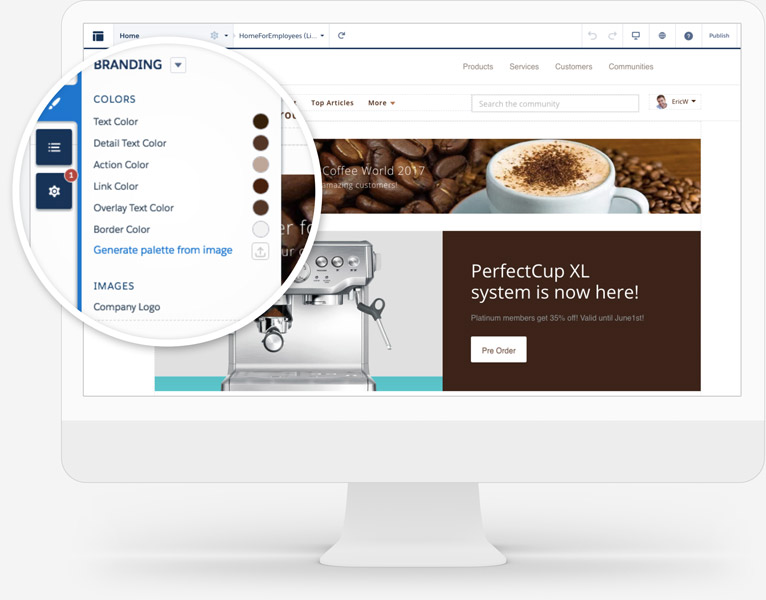 Home
HomeForEmployees (Li...
Publish
BRANDING
COLORS
Text Color
Detail Text Color
Action Color
Link Color
Overlay Text Color
Border Color
Generate palette from image
IMAGES
Company Logo
1
Products Services Customers Communities
Top Articles More
Search the community
EricW
Coffee World 2017
amazing customers!
PerfectCup XL
system is now here!
Platinum members get 35% off! Valid until June1st!
Pre Order